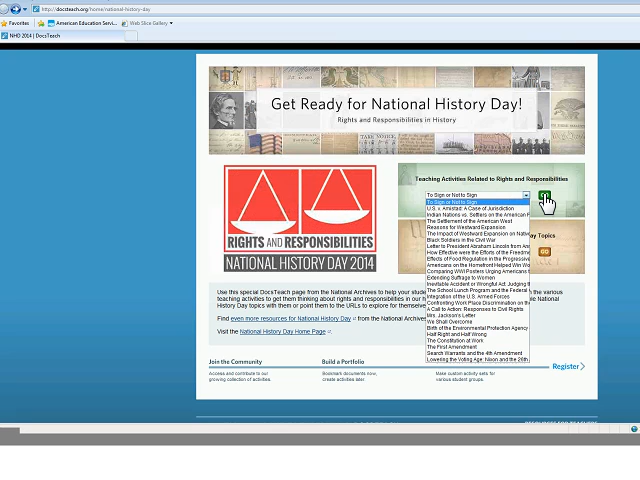 http://docsteach.org/home/national-history-day
Favorites
American Education Servi...
Web Slice Gallery
NHD 2014 | DocsTeach
Get Ready for National History Day!
Rights and Responsibilities in History
Teaching Activities Related to Rights and Responsibilities
To Sign or Not to Sign
To Sign or Not to Sign
U.S. v. Amistad: A Case of Jurisdiction
Indian Nations vs. Settlers on the American F
The Settlement of the American West
Reasons for Westward Expansion
The Impact of Westward Expansion on Nativ
Black Soldiers in the Civil War
Letter to President Abraham Lincoln from An
How Effective were the Efforts of the Freedme
Effects of Food Regulation in the Progressive
Americans on the Homefront Helped Win Wo
Comparing WWI Posters Urging Americans t
Extending Suffrage to Women
Inevitable Accident or Wrongful Act: Judging t
The School Lunch Program and the Federal
Integration of the U.S. Armed Forces
Confronting Work Place Discrimination on the
A Call to Action: Responses to Civil Rights
Mrs. Jackson's Letter
We Shall Overcome
Birth of the Environmental Protection Agency
Half Right and Half Wrong
The Constitution at Work
The First Amendment
Search Warrants and the 4th Amendment
Lowering the Voting Age: Nixon and the 26th
ay Topics
GO
RIGHTS AND RESPONSIBILITIES
NATIONAL HISTORY DAY 2014
Use this special DocsTeach page from the National Archives to help your stude
the various
teaching activities to get them thinking about rights and responsibilities in our h
e National
History Day topics with them or point them to the URLs to explore for themselve
Find even more resources for National History Day from the National Archives
Visit the National History Day Home Page.
Join the Community
Access and contribute to our
growing collection of activities.
Build a Portfolio
Bookmark documents now,
create activities later.
Make custom activity sets for
various student groups.
Register